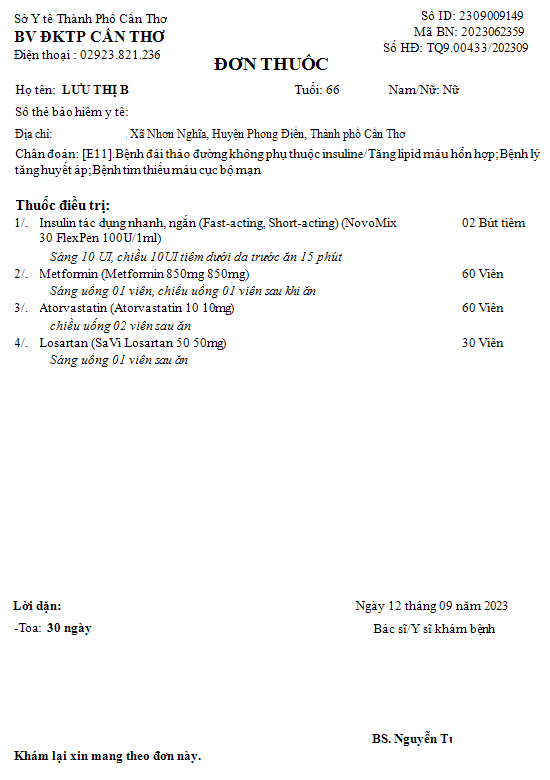 Sở Y tế Thành Phố Cần Thơ
BV ĐKTP CẦN THƠ
Điện thoại : 02923.821.236
Số ID: 2309009149
Mã BN: 2023062359
Số HĐ: TQ9.00433/202309
ĐƠN THUỐC
Họ tên: LƯU THỊ B
Tuổi: 66
Nam/Nữ: Nữ
Số thẻ bảo hiểm y tế:
Địa chỉ: , Xã Nhơn Nghĩa, Huyện Phong Điền, Thành phố Cần Thơ
Chẩn đoán: [E11].Bệnh đái tháo đường không phụ thuộc insuline/Tăng lipid máu hỗn hợp;Bệnh lý
tăng huyết áp;Bệnh tim thiếu máu cục bộ mạn
Thuốc điều trị:
1/. Insulin tác dụng nhanh, ngắn (Fast-acting, Short-acting) (NovoMix 02 Bút tiêm
30 FlexPen 100U/1ml)
Sáng 10 UI, chiều 10UI tiêm dưới da trước ăn 15 phút
2/. Metformin (Metformin 850mg 850mg) 60 Viên
Sáng uống 01 viên, chiều uống 01 viên sau khi ăn
3/. Atorvastatin (Atorvastatin 10 10mg) 60 Viên
chiều uống 02 viên sau ăn
4/. Losartan (SaVi Losartan 50 50mg) 30 Viên
Sáng uống 01 viên sau ăn
Lời dặn:
Ngày 12 tháng 09 năm 2023
-Toa: 30 ngày
Bác sĩ/Y sĩ khám bệnh
BS. Nguyễn
Khám lại xin mang theo đơn này.